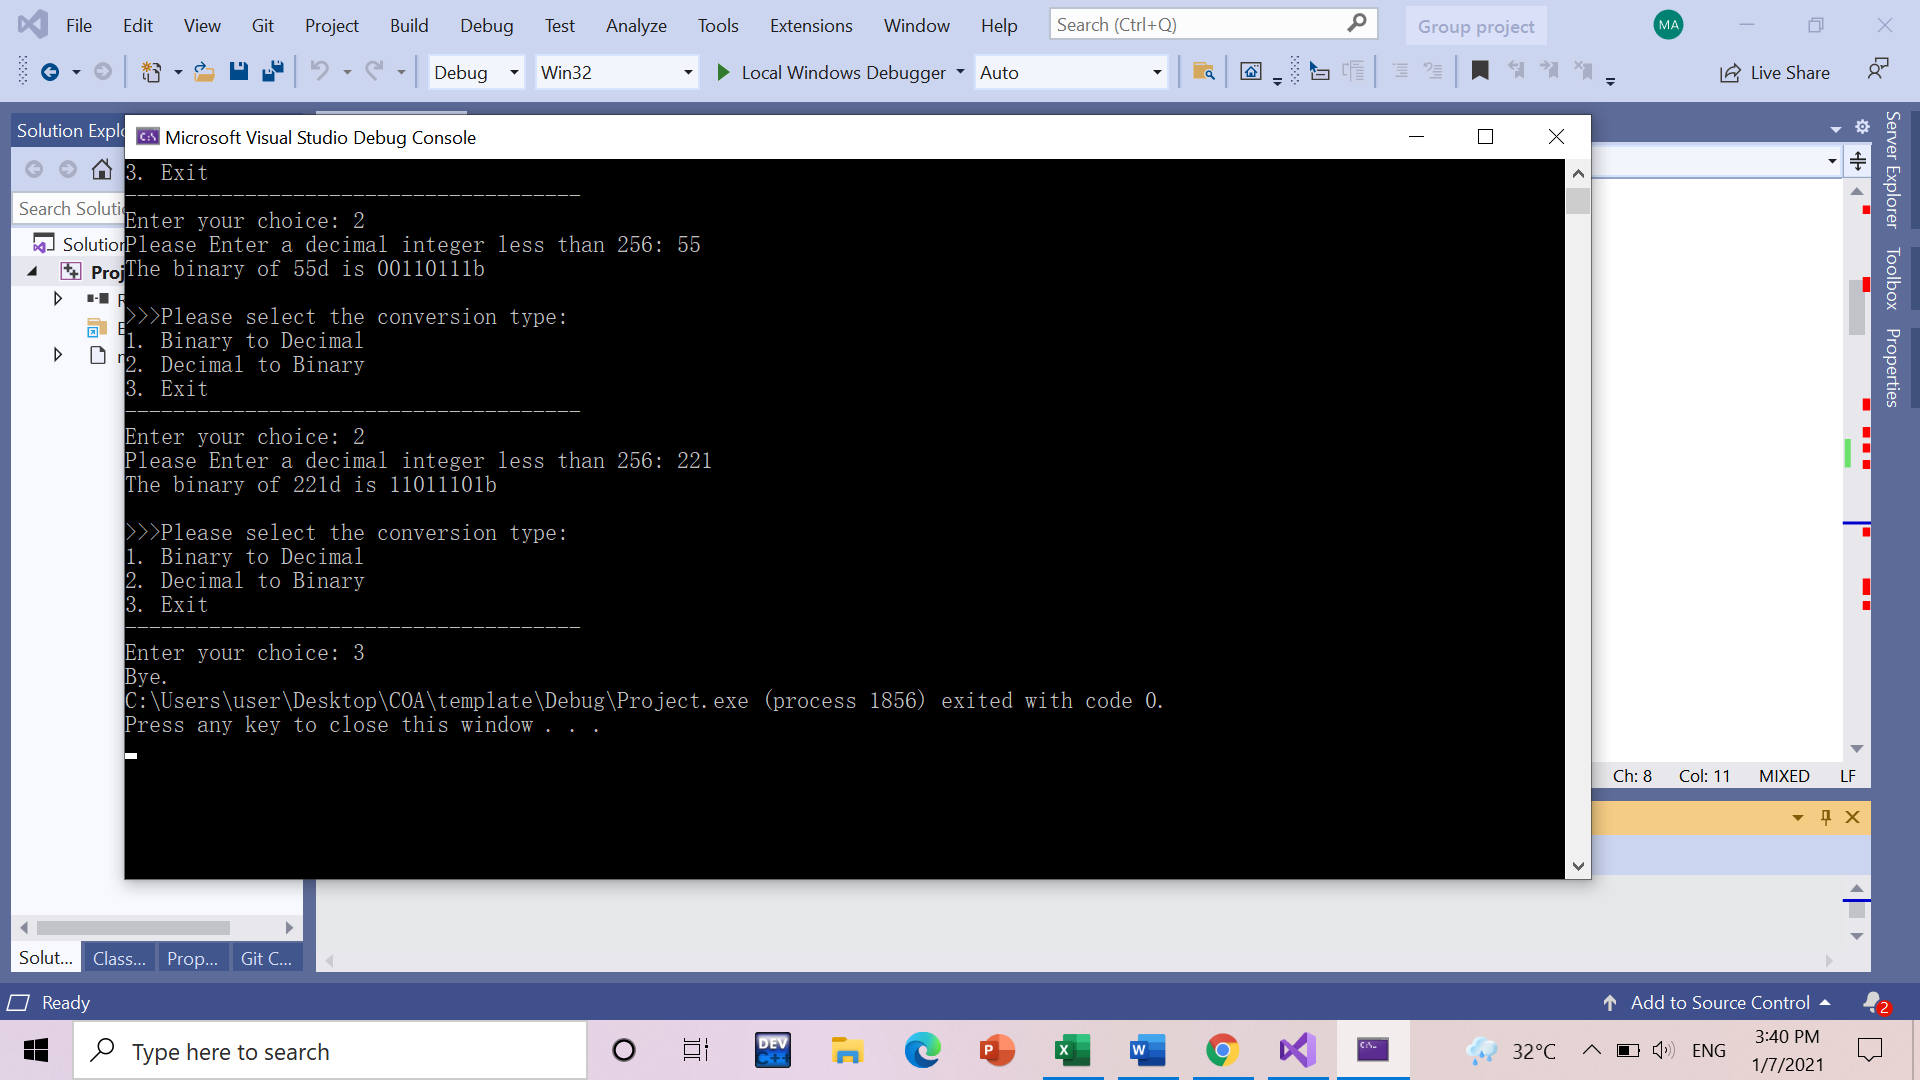 File Edit View Git Project Build Debug Test Analyze Tools Extensions Window Help Search (Ctrl+Q) Group project MA
Debug Win32 Local Windows Debugger Auto Live Share
Solution Explo
Microsoft Visual Studio Debug Console
Search Soluti
Solution
Proj
3. Exit
--------------------------------------
Enter your choice: 2
Please Enter a decimal integer less than 256: 55
The binary of 55d is 00110111b
>>>Please select the conversion type:
1. Binary to Decimal
2. Decimal to Binary
3. Exit
--------------------------------------
Enter your choice: 2
Please Enter a decimal integer less than 256: 221
The binary of 221d is 11011101b
>>>Please select the conversion type:
1. Binary to Decimal
2. Decimal to Binary
3. Exit
--------------------------------------
Enter your choice: 3
Bye.
C:\Users\user\Desktop\COA\template\Debug\Project.exe (process 1856) exited with code 0.
Press any key to close this window . . .
Server Explorer
Toolbox
Properties
Ch: 8 Col: 11 MIXED LF
Solut... Class... Prop... Git C...
Ready Add to Source Control 2
Type here to search
DEV C++
32°C ENG
3:40 PM
1/7/2021